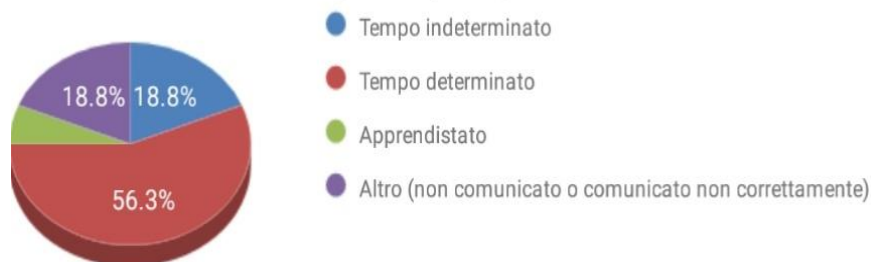 Tempo indeterminato
Tempo determinato
Apprendistato
Altro (non comunicato o comunicato non correttamente)
18.8% 18.8%
56.3%